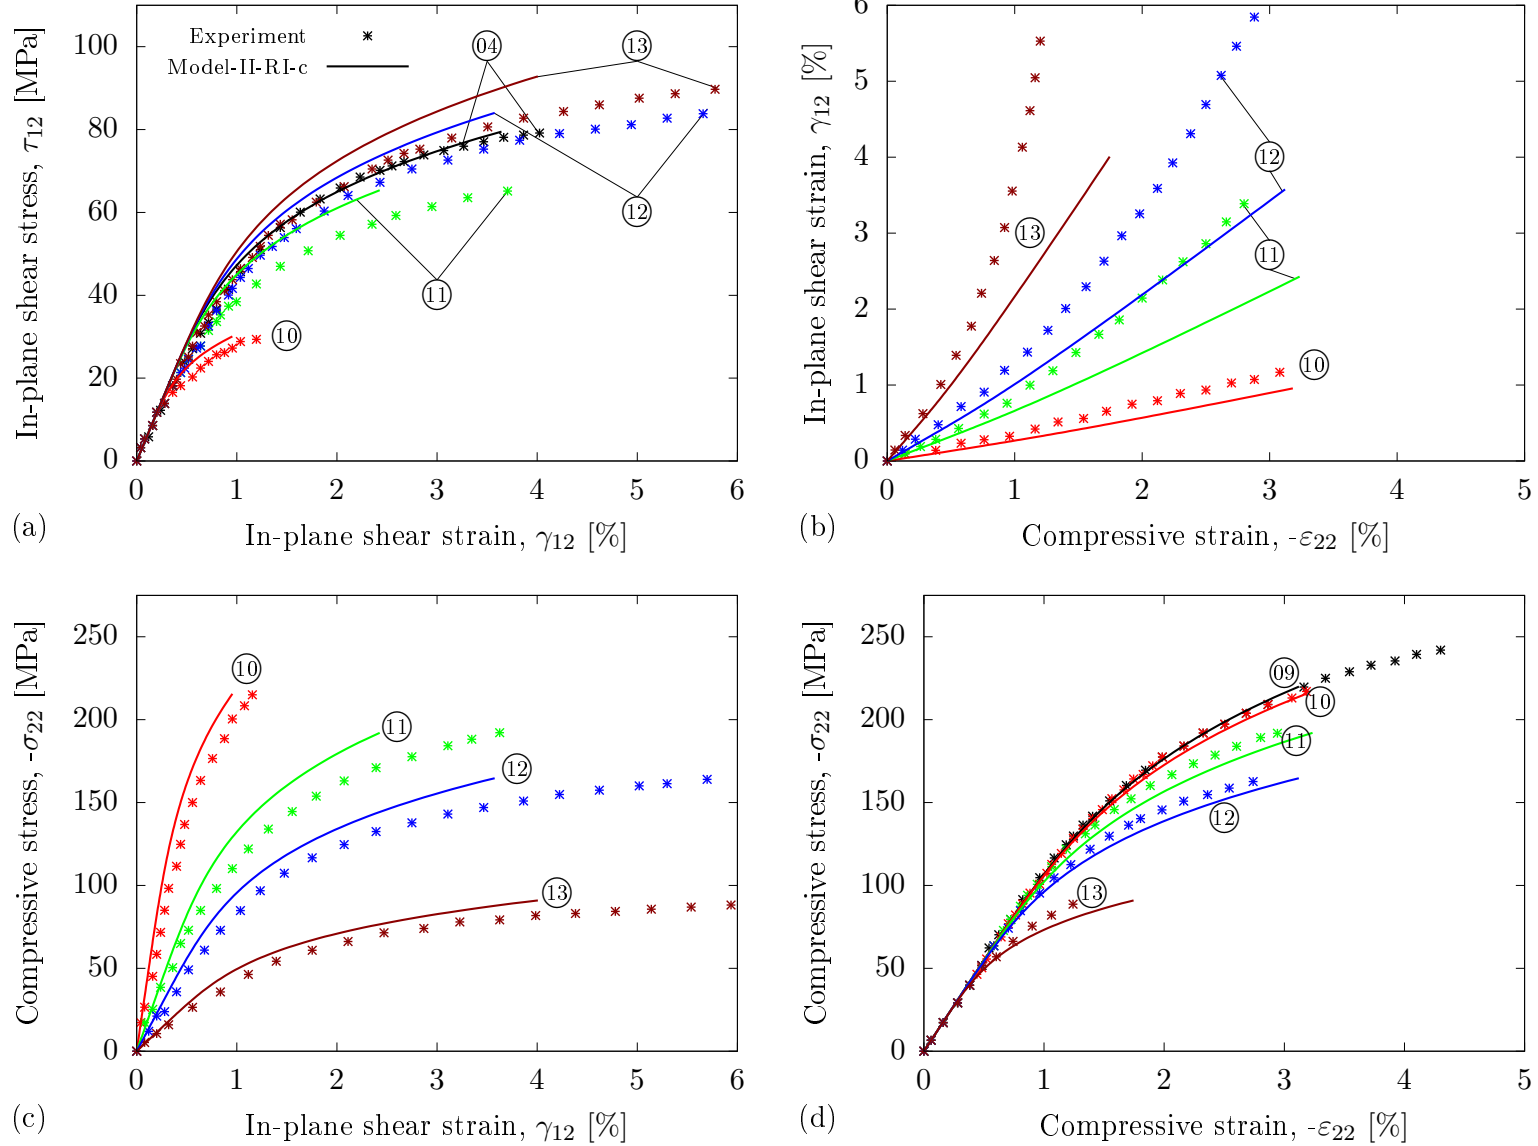 In-plane shear stress, τ12 [MPa]
100
80
60
40
20
0
Experiment
Model-II-RI-c
04
13
12
11
10
0 1 2 3 4 5 6
(a)
In-plane shear strain, γ12 [%]
In-plane shear strain, γ12 [%]
6
5
4
3
2
1
0
12
13
11
10
0 1 2 3 4 5
(b)
Compressive strain, -ε22 [%]
Compressive stress, -σ22 [MPa]
250
200
150
100
50
0
10
11
12
13
0 1 2 3 4 5 6
(c)
In-plane shear strain, γ12 [%]
Compressive stress, -σ22 [MPa]
250
200
150
100
50
0
09
10
11
12
13
0 1 2 3 4 5
(d)
Compressive strain, -ε22 [%]